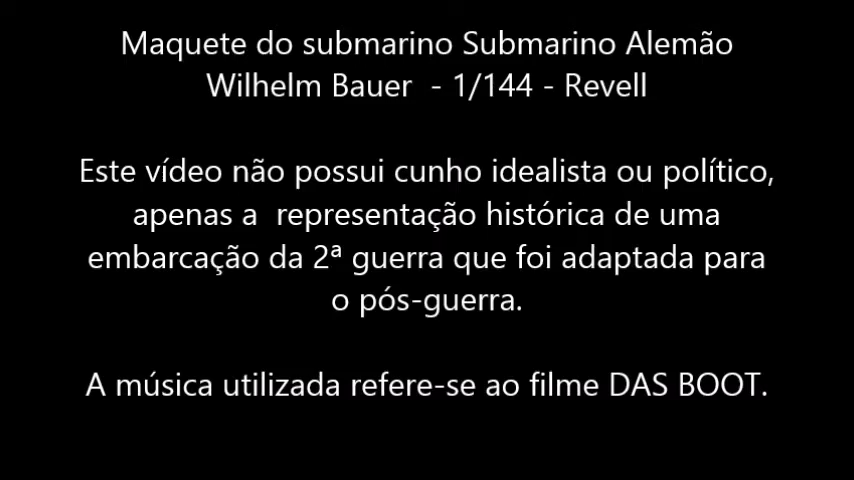 Maquete do submarino Submarino Alemão
Wilhelm Bauer - 1/144 - Revell
Este vídeo não possui cunho idealista ou político,
apenas a representação histórica de uma
embarcação da 2ª guerra que foi adaptada para
o pós-guerra.
A música utilizada refere-se ao filme DAS BOOT.